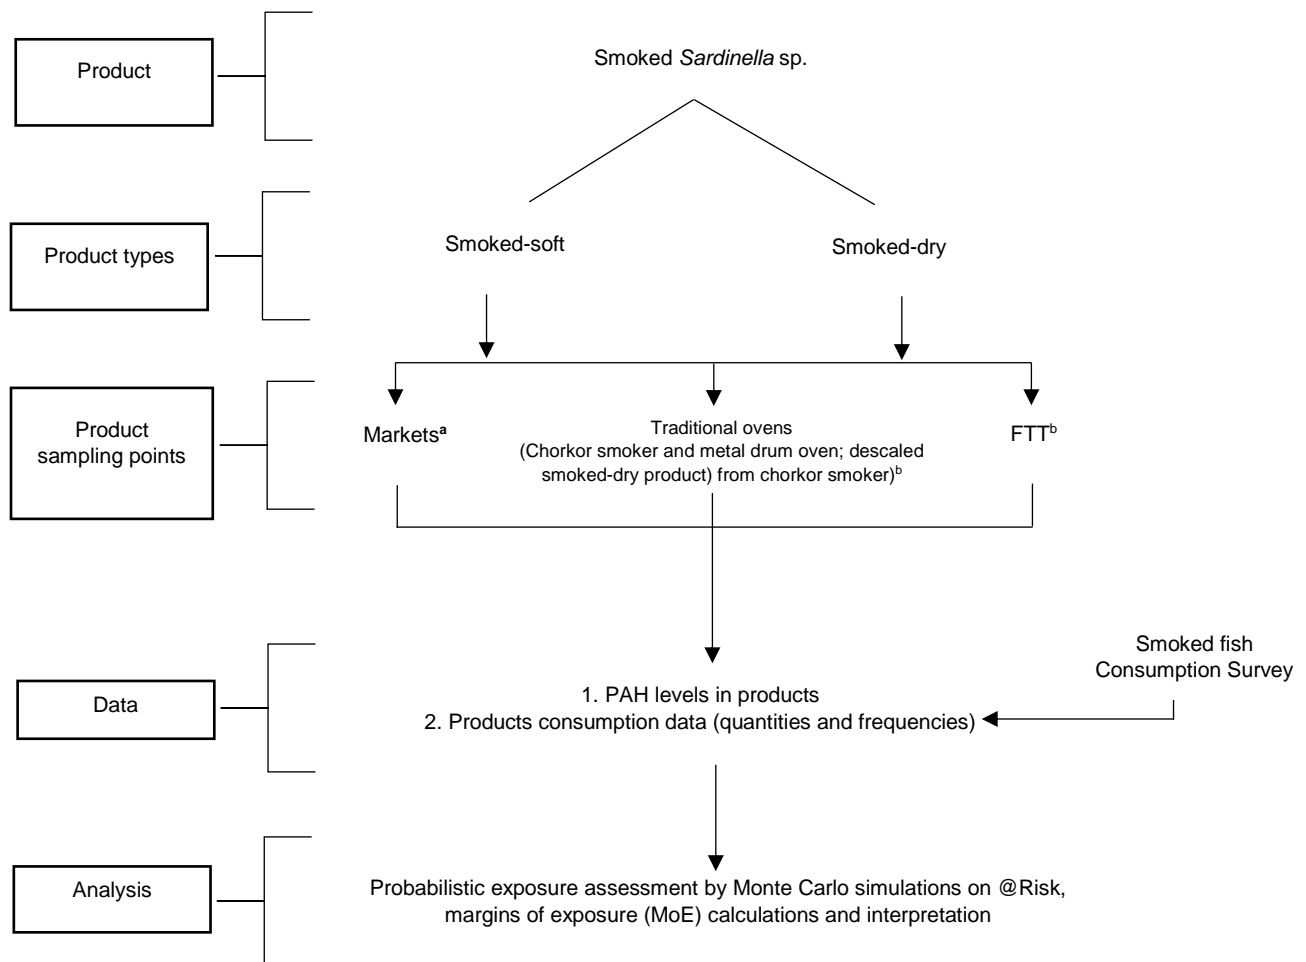 Product
Smoked Sardinella sp.
Product types
Smoked-soft
Smoked-dry
Product
sampling points
Marketsᵃ
Traditional ovens
(Chorkor smoker and metal drum oven; descaled
smoked-dry product) from chorkor smoker)ᵇ
FTTᵇ
Smoked fish
Consumption Survey
Data
1. PAH levels in products
2. Products consumption data (quantities and frequencies)
Analysis
Probabilistic exposure assessment by Monte Carlo simulations on @Risk,
margins of exposure (MoE) calculations and interpretation